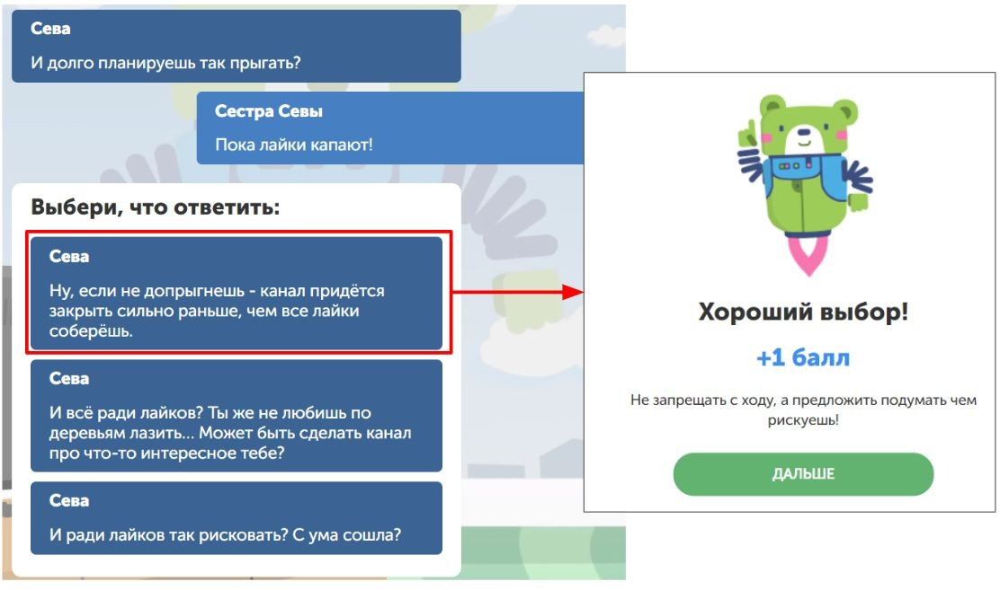 Сева
И долго планируешь так прыгать?
Сестра Севы
Пока лайки капают!
Выбери, что ответить:
Сева
Ну, если не допрыгнешь - канал придётся
закрыть сильно раньше, чем все лайки
соберёшь.
Сева
И всё ради лайков? Ты же не любишь по
деревьям лазить... Может быть сделать канал
про что-то интересное тебе?
Сева
И ради лайков так рисковать? С ума сошла?
Хороший выбор!
+1 балл
Не запрещать с ходу, а предложить подумать чем
рискуешь!
ДАЛЬШЕ